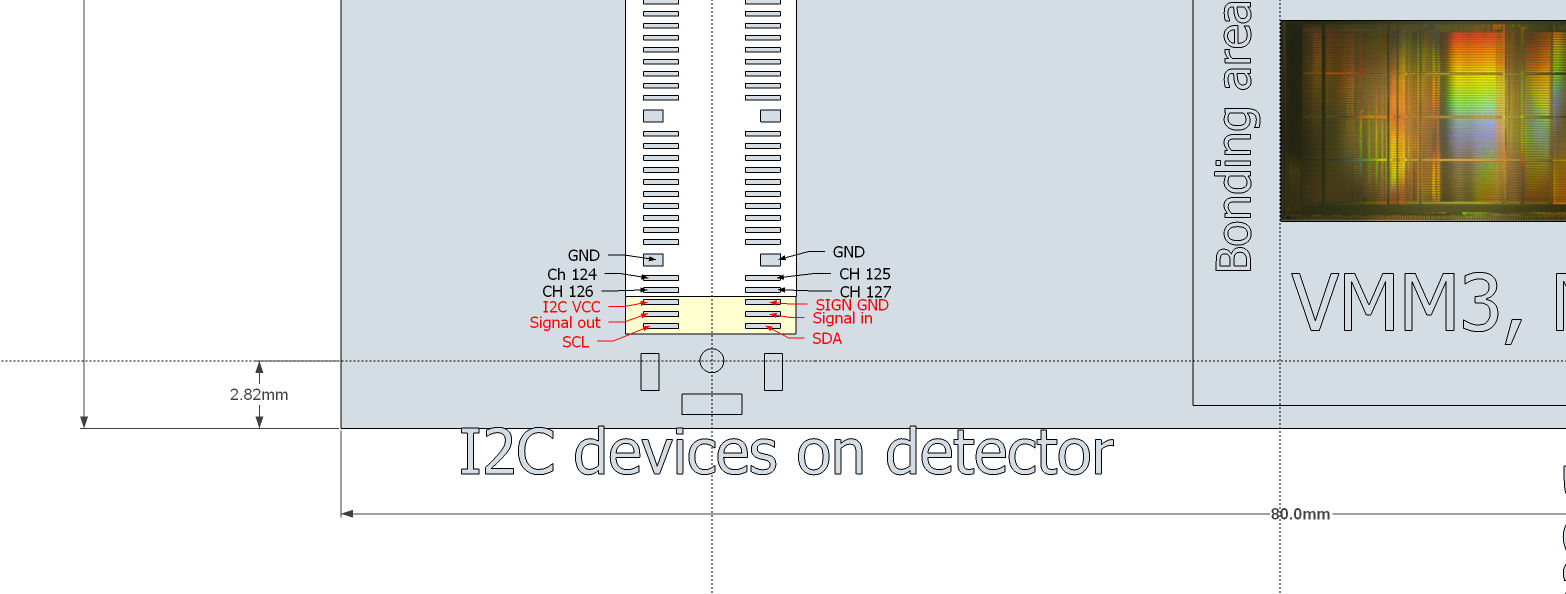 Bonding area
GND
GND
Ch 124
CH 125
CH 126
CH 127
I2C VCC
SIGN GND
Signal out
Signal in
SCL
SDA
VMM3,
2.82mm
I2C devices on detector
80.0mm